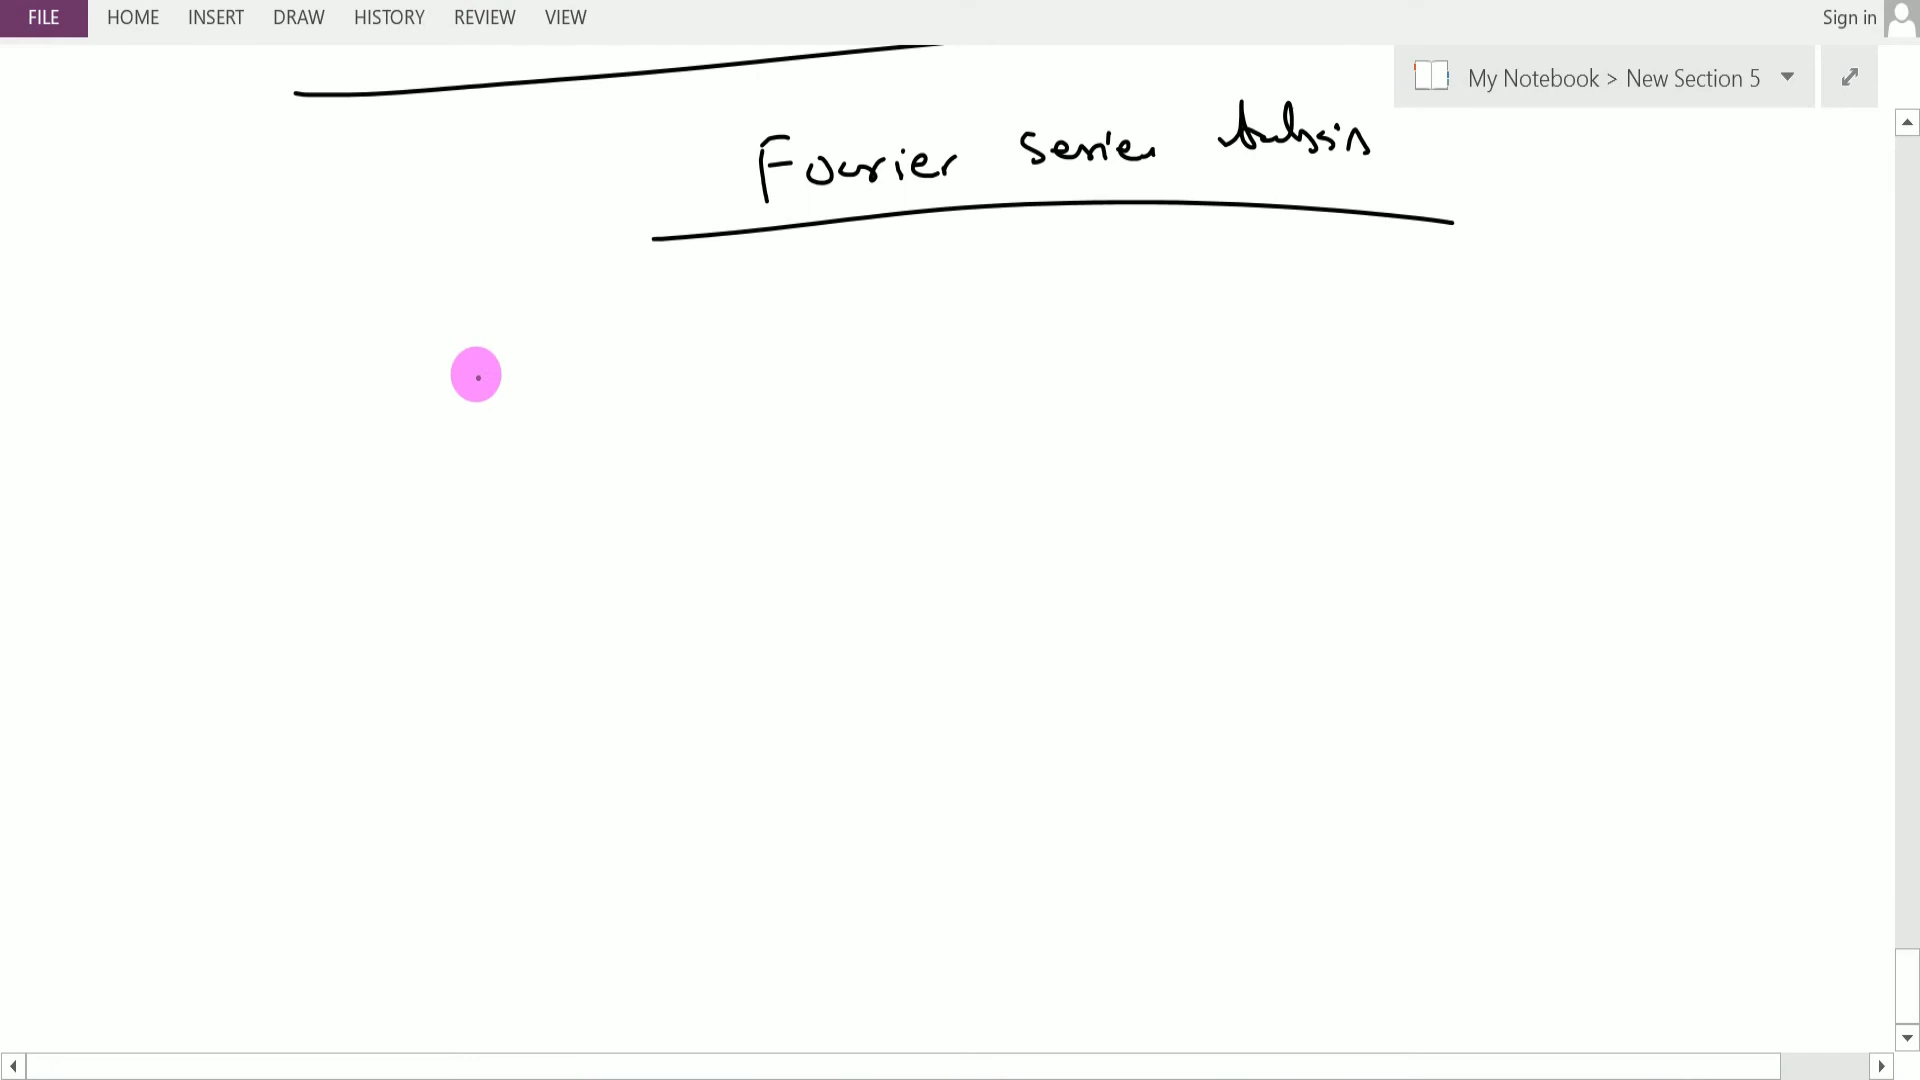 FILE HOME INSERT DRAW HISTORY REVIEW VIEW Sign in
My Notebook > New Section 5
Fourier Series